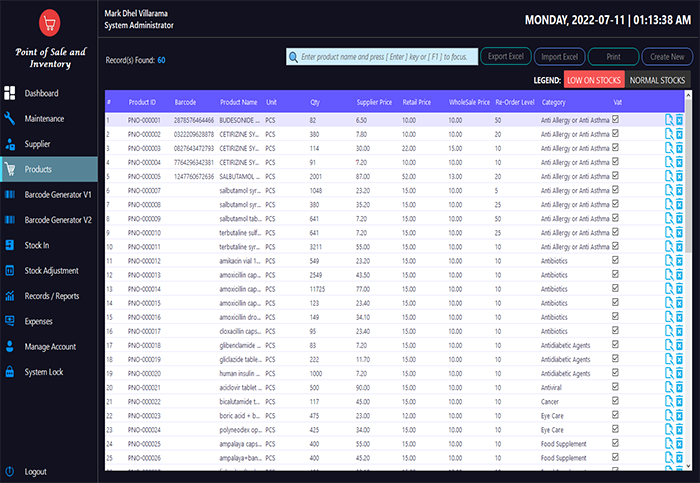 Mark Dhel Villarama
System Administrator
MONDAY, 2022-07-11 | 01:13:38 AM
Point of Sale and
Inventory
Record(s) Found: 60
Enter product name and press [ Enter ] key or [ F1 ] to focus.
Export Excel
Import Excel
Print
Create New
LEGEND: LOW ON STOCKS NORMAL STOCKS
Dashboard
Maintenance
Supplier
Products
Barcode Generator V1
Barcode Generator V2
Stock In
Stock Adjustment
Records / Reports
Expenses
Manage Account
System Lock
Logout
# Product ID Barcode Product Name Unit Qty Supplier Price Retail Price WholeSale Price Re-Order Level Category Vat
1 PNO-000001 2878576464466 BUDESONIDE ... PCS 82 6.50 10.00 10.00 50 Anti Allergy or Anti Asthma
2 PNO-000002 0322209628878 CETIRIZINE SY... PCS 380 7.80 10.00 10.00 20 Anti Allergy or Anti Asthma
3 PNO-000003 0827643472793 CETIRIZINE SY... PCS 114 30.00 22.00 15.00 10 Anti Allergy or Anti Asthma
4 PNO-000004 7764296342381 CETIRIZINE SY... PCS 91 7.20 10.00 10.00 10 Anti Allergy or Anti Asthma
5 PNO-000005 1247760672636 SALBUTAMOL ... PCS 2001 87.00 52.00 13.00 20 Anti Allergy or Anti Asthma
6 PNO-000007 salbutamol syr... PCS 1048 23.20 15.00 10.00 5 Anti Allergy or Anti Asthma
7 PNO-000008 salbutamol syr... PCS 380 35.20 15.00 10.00 25 Anti Allergy or Anti Asthma
8 PNO-000009 salbutamol tab... PCS 641 7.20 15.00 10.00 50 Anti Allergy or Anti Asthma
9 PNO-000010 terbutaline sulf... PCS 641 7.20 15.00 10.00 25 Anti Allergy or Anti Asthma
10 PNO-000011 terbutaline syr... PCS 3211 55.00 15.00 10.00 10 Anti Allergy or Anti Asthma
11 PNO-000012 amikacin vial 1... PCS 549 23.20 15.00 10.00 Antibiotics
12 PNO-000013 amoxicillin caps... PCS 2549 43.50 15.00 10.00 Antibiotics
13 PNO-000014 amoxicillin cap... PCS 11725 77.00 15.00 10.00 Antibiotics
14 PNO-000015 amoxicillin caps... PCS 123 23.40 15.00 10.00 Antibiotics
15 PNO-000016 amoxicillin dro... PCS 149 34.10 15.00 10.00 Antibiotics
16 PNO-000017 cloxacillin caps... PCS 95 23.40 15.00 10.00 Antibiotics
17 PNO-000018 glibenclamide ... PCS 83 7.20 15.00 10.00 Antidiabetic Agents
18 PNO-000019 gliclazide table... PCS 222 11.70 15.00 10.00 Antidiabetic Agents
19 PNO-000020 human insulin ... PCS 1000 7.20 15.00 10.00 Antidiabetic Agents
20 PNO-000021 aciclovir tablet ... PCS 500 90.00 15.00 10.00 Antiviral
21 PNO-000022 bicalutamide t... PCS 117 45.00 15.00 10.00 Cancer
22 PNO-000023 boric acid + b... PCS 475 23.00 12.00 10.00 Eye Care
23 PNO-000024 polyneodex op... PCS 425 34.00 15.00 10.00 Eye Care
24 PNO-000025 ampalaya caps... PCS 400 55.00 15.00 10.00 Food Supplement
25 PNO-000026 ampalaya+ban... PCS 400 45.20 15.00 10.00 Food Supplement